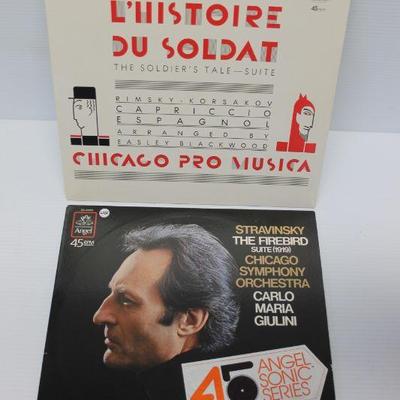 L'HISTOIRE
DU SOLDAT
THE SOLDIER'S TALE—SUITE
RIMSKY-KORSAKOV
CAPRICCIO
ESPAGNOL
ARRANGED BY
EASLEY BLACKWOOD
CHICAGO PRO MUSICA
Angel
45 RPM
STRAVINSKY
THE FIREBIRD
SUITE (1919)
CHICAGO
SYMPHONY
ORCHESTRA
CARLO
MARIA
GIULINI
45
ANGEL
SONIC
SERIES